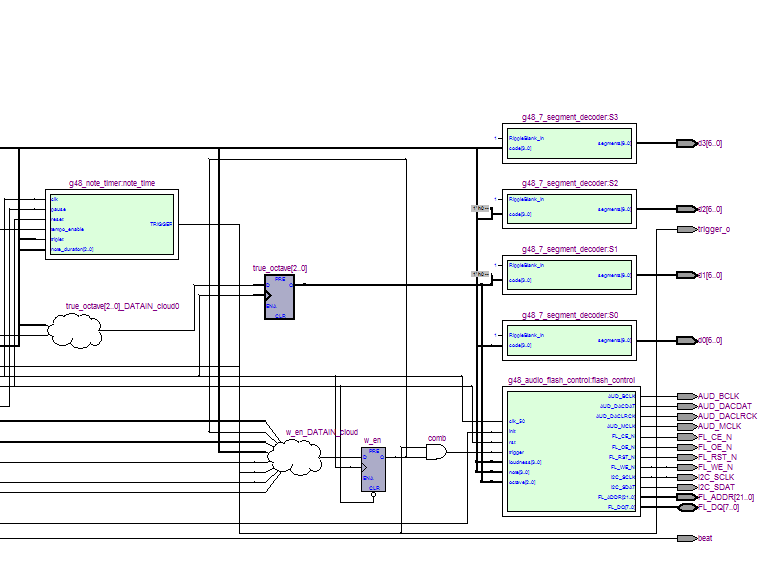 g48_7_segment_decoder:S3
RippleBlank_In
code[3..0]
segments[6..0]
d3[6..0]
g48_note_timer:note_time
clk
pause
reset
tempo_enable
triplet
note_duration[2..0]
TRIGGER
g48_7_segment_decoder:S2
1' h0 --
RippleBlank_In
code[3..0]
segments[6..0]
d2[6..0]
trigger_o
g48_7_segment_decoder:S1
1' h0 --
RippleBlank_In
code[3..0]
segments[6..0]
d1[6..0]
true_octave[2..0]
PRE
D Q
ENA
CLR
true_octave[2..0]_DATAIN_cloud0
g48_7_segment_decoder:S0
RippleBlank_In
code[3..0]
segments[6..0]
d0[6..0]
g48_audio_flash_control:flash_control
clk_50
init
rst
trigger
loudness[3..0]
note[3..0]
octave[2..0]
AUD_BCLK
AUD_DACDAT
AUD_DACLRCK
AUD_MCLK
FL_CE_N
FL_OE_N
FL_RST_N
FL_WE_N
I2C_SCLK
I2C_SDAT
FL_ADDR[21..0]
FL_DQ[7..0]
AUD_BCLK
AUD_DACDAT
AUD_DACLRCK
AUD_MCLK
FL_CE_N
FL_OE_N
FL_RST_N
FL_WE_N
I2C_SCLK
I2C_SDAT
FL_ADDR[21..0]
FL_DQ[7..0]
w_en_DATAIN_cloud
w_en
PRE
D Q
ENA
CLR
comb
beat